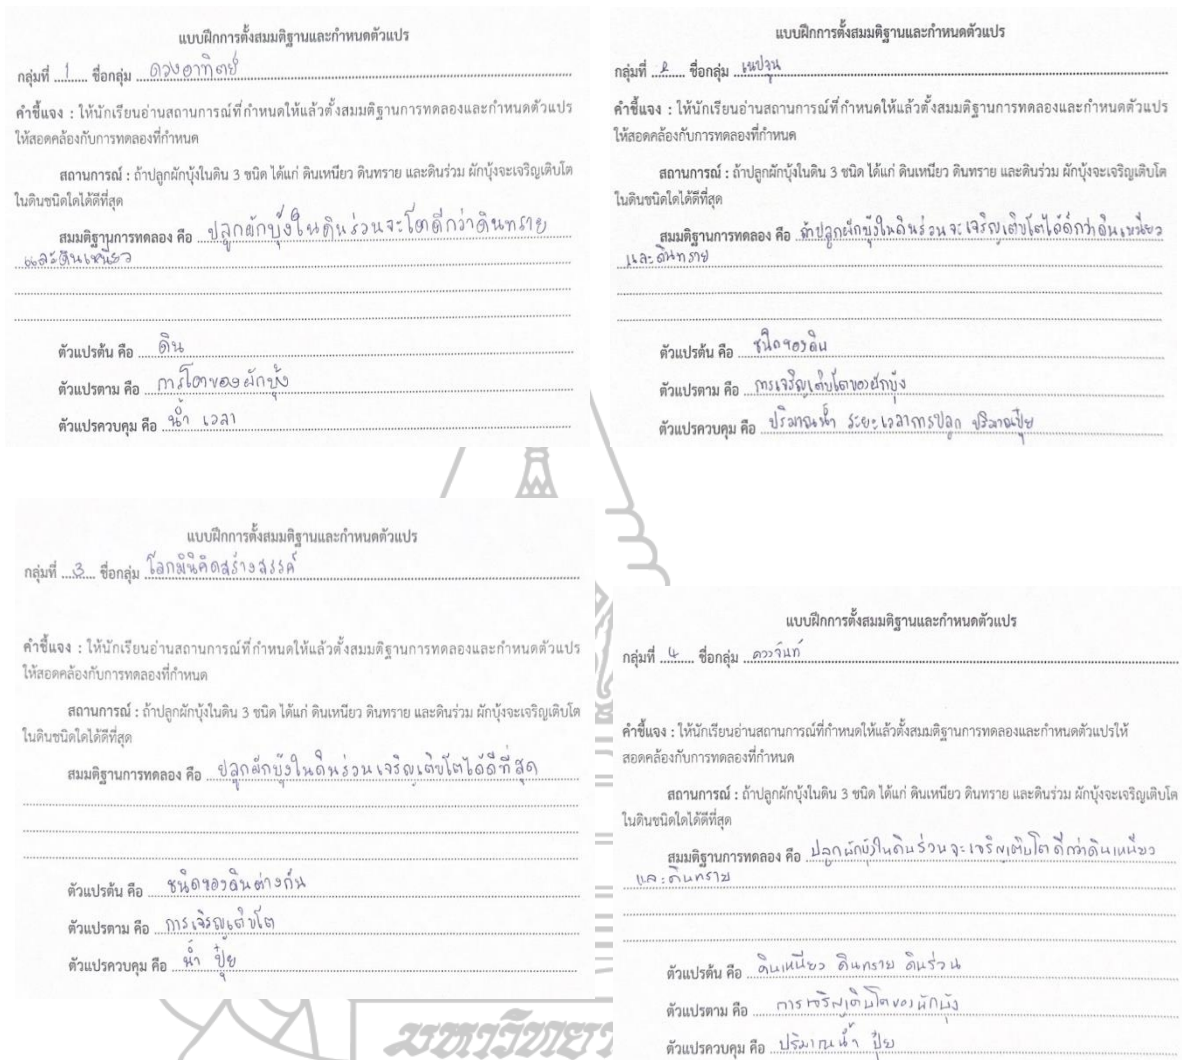 แบบฝึกการตั้งสมมติฐานและกำหนดตัวแปร
กลุ่มที่ 1 ชื่อกลุ่ม ดวงอาทิตย์
คำชี้แจง : ให้นักเรียนอ่านสถานการณ์ที่กำหนดให้แล้วตั้งสมมติฐานการทดลองและกำหนดตัวแปร
ให้สอดคล้องกับการทดลองที่กำหนด
สถานการณ์ : ถ้าปลูกผักบุ้งในดิน 3 ชนิด ได้แก่ ดินเหนียว ดินทราย และดินร่วม ผักบุ้งจะเจริญเติบโต
ในดินชนิดใดได้ดีที่สุด
สมมติฐานการทดลอง คือ ปลูกผักบุ้งในดินร่วนจะโตดีกว่าดินทราย
และดินเหนียว
ตัวแปรต้น คือ ดิน
ตัวแปรตาม คือ การโตของผักบุ้ง
ตัวแปรควบคุม คือ น้ำ เวลา
แบบฝึกการตั้งสมมติฐานและกำหนดตัวแปร
กลุ่มที่ 2 ชื่อกลุ่ม เนปจูน
คำชี้แจง : ให้นักเรียนอ่านสถานการณ์ที่กำหนดให้แล้วตั้งสมมติฐานการทดลองและกำหนดตัวแปร
ให้สอดคล้องกับการทดลองที่กำหนด
สถานการณ์ : ถ้าปลูกผักบุ้งในดิน 3 ชนิด ได้แก่ ดินเหนียว ดินทราย และดินร่วม ผักบุ้งจะเจริญเติบโต
ในดินชนิดใดได้ดีที่สุด
สมมติฐานการทดลอง คือ ถ้าปลูกผักบุ้งในดินร่วนจะเจริญเติบโตได้ดีกว่าดินเหนียว
และดินทราย
ตัวแปรต้น คือ ชนิดของดิน
ตัวแปรตาม คือ การเจริญเติบโตของผักบุ้ง
ตัวแปรควบคุม คือ ปริมาณน้ำ ระยะเวลาการปลูก ปริมาณปุ๋ย
แบบฝึกการตั้งสมมติฐานและกำหนดตัวแปร
กลุ่มที่ 3 ชื่อกลุ่ม โลกมินิคิดสร้างสรรค์
คำชี้แจง : ให้นักเรียนอ่านสถานการณ์ที่กำหนดให้แล้วตั้งสมมติฐานการทดลองและกำหนดตัวแปร
ให้สอดคล้องกับการทดลองที่กำหนด
สถานการณ์ : ถ้าปลูกผักบุ้งในดิน 3 ชนิด ได้แก่ ดินเหนียว ดินทราย และดินร่วม ผักบุ้งจะเจริญเติบโต
ในดินชนิดใดได้ดีที่สุด
สมมติฐานการทดลอง คือ ปลูกผักบุ้งในดินร่วนเจริญเติบโตได้ดีที่สุด
ตัวแปรต้น คือ ชนิดของดินต่างกัน
ตัวแปรตาม คือ การเจริญเติบโต
ตัวแปรควบคุม คือ น้ำ ปุ๋ย
แบบฝึกการตั้งสมมติฐานและกำหนดตัวแปร
กลุ่มที่ 4 ชื่อกลุ่ม ดวงจันท์
คำชี้แจง : ให้นักเรียนอ่านสถานการณ์ที่กำหนดให้แล้วตั้งสมมติฐานการทดลองและกำหนดตัวแปรให้
สอดคล้องกับการทดลองที่กำหนด
สถานการณ์ : ถ้าปลูกผักบุ้งในดิน 3 ชนิด ได้แก่ ดินเหนียว ดินทราย และดินร่วม ผักบุ้งจะเจริญเติบโต
ในดินชนิดใดได้ดีที่สุด
สมมติฐานการทดลอง คือ ปลูกผักบุ้งในดินร่วนจะเจริญเติบโตดีกว่าดินเหนียว
และดินทราย
ตัวแปรต้น คือ ดินเหนียว ดินทราย ดินร่วน
ตัวแปรตาม คือ การเจริญเติบโตของผักบุ้ง
ตัวแปรควบคุม คือ ปริมาณน้ำ ปุ๋ย